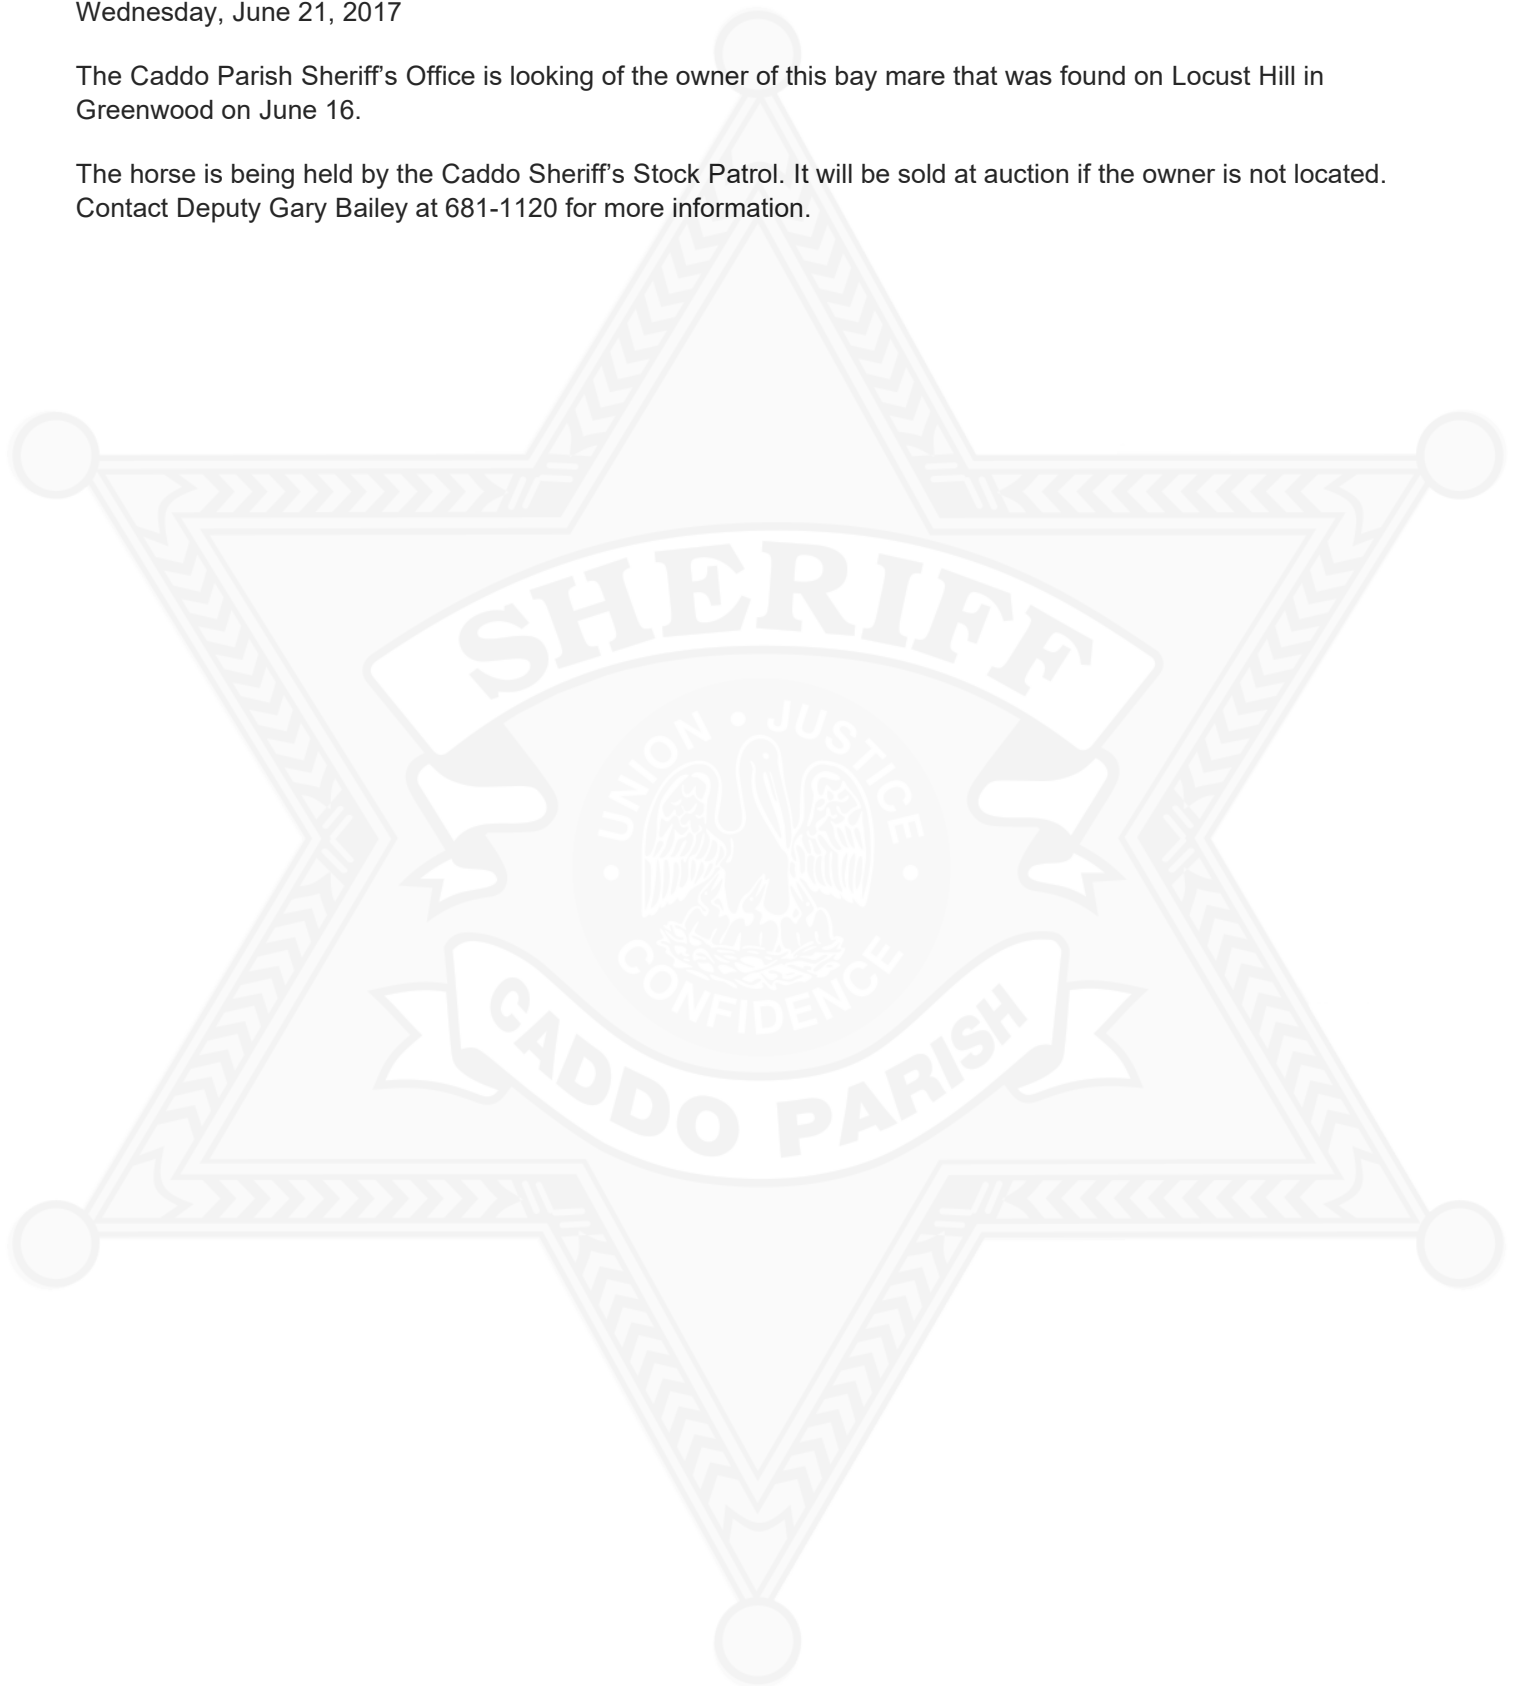 Wednesday, June 21, 2017
The Caddo Parish Sheriff’s Office is looking of the owner of this bay mare that was found on Locust Hill in
Greenwood on June 16.
The horse is being held by the Caddo Sheriff’s Stock Patrol. It will be sold at auction if the owner is not located.
Contact Deputy Gary Bailey at 681-1120 for more information.
SHERIFF
UNION • JUSTICE
• CONFIDENCE •
CADDO PARISH